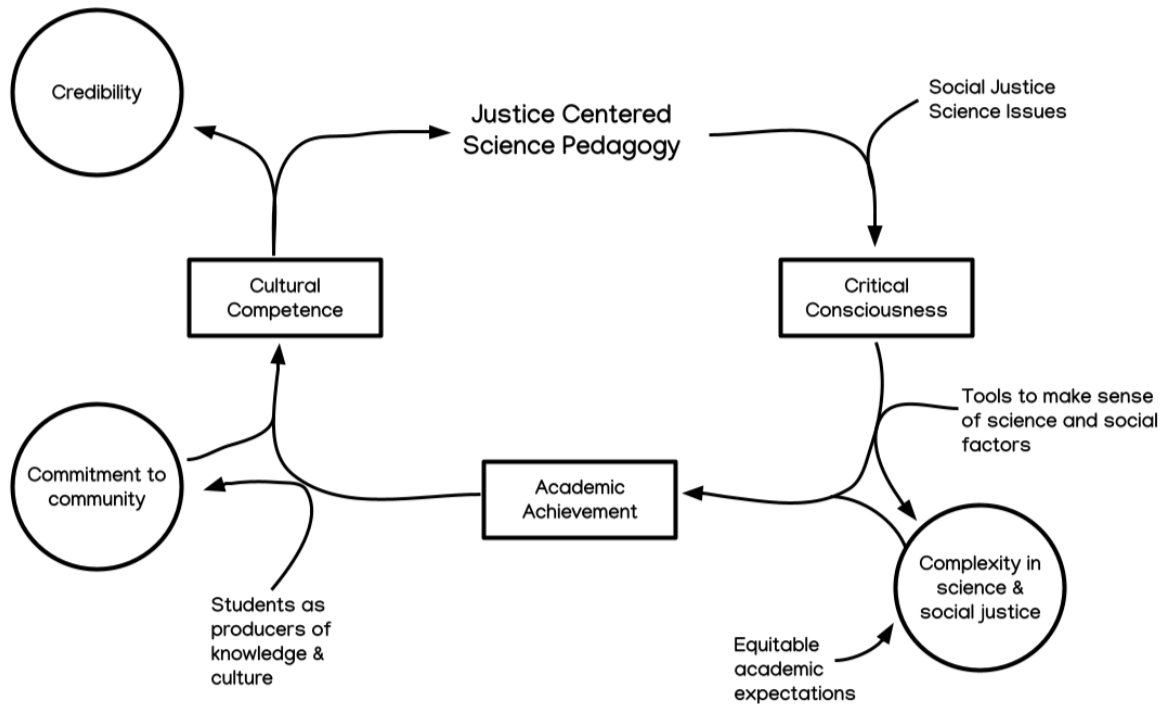 Credibility
Justice Centered
Science Pedagogy
Social Justice
Science Issues
Cultural
Competence
Critical
Consciousness
Tools to make sense
of science and social
factors
Commitment to
community
Academic
Achievement
Complexity in
science &
social justice
Students as
producers of
knowledge &
culture
Equitable
academic
expectations